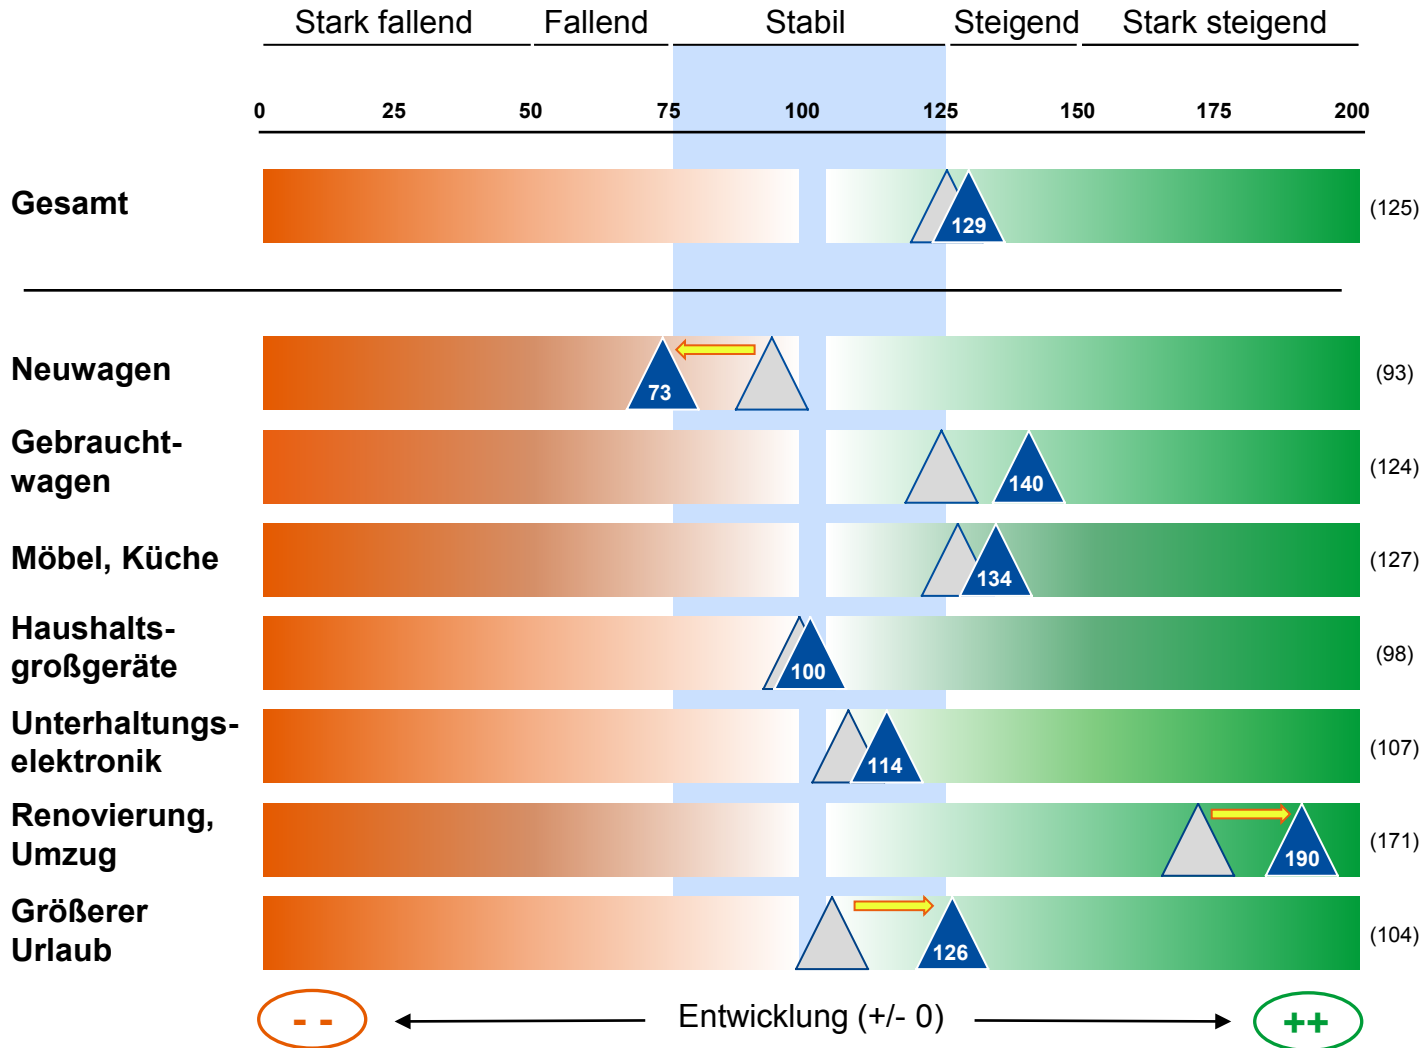 Stark fallend Fallend Stabil Steigend Stark steigend
0 25 50 75 100 125 150 175 200
Gesamt 129 (125)
Neuwagen 73 (93)
Gebraucht-
wagen 140 (124)
Möbel, Küche 134 (127)
Haushalts-
großgeräte 100 (98)
Unterhaltungs-
elektronik 114 (107)
Renovierung,
Umzug 190 (171)
Größerer
Urlaub 126 (104)
- - Entwicklung (+/- 0) ++